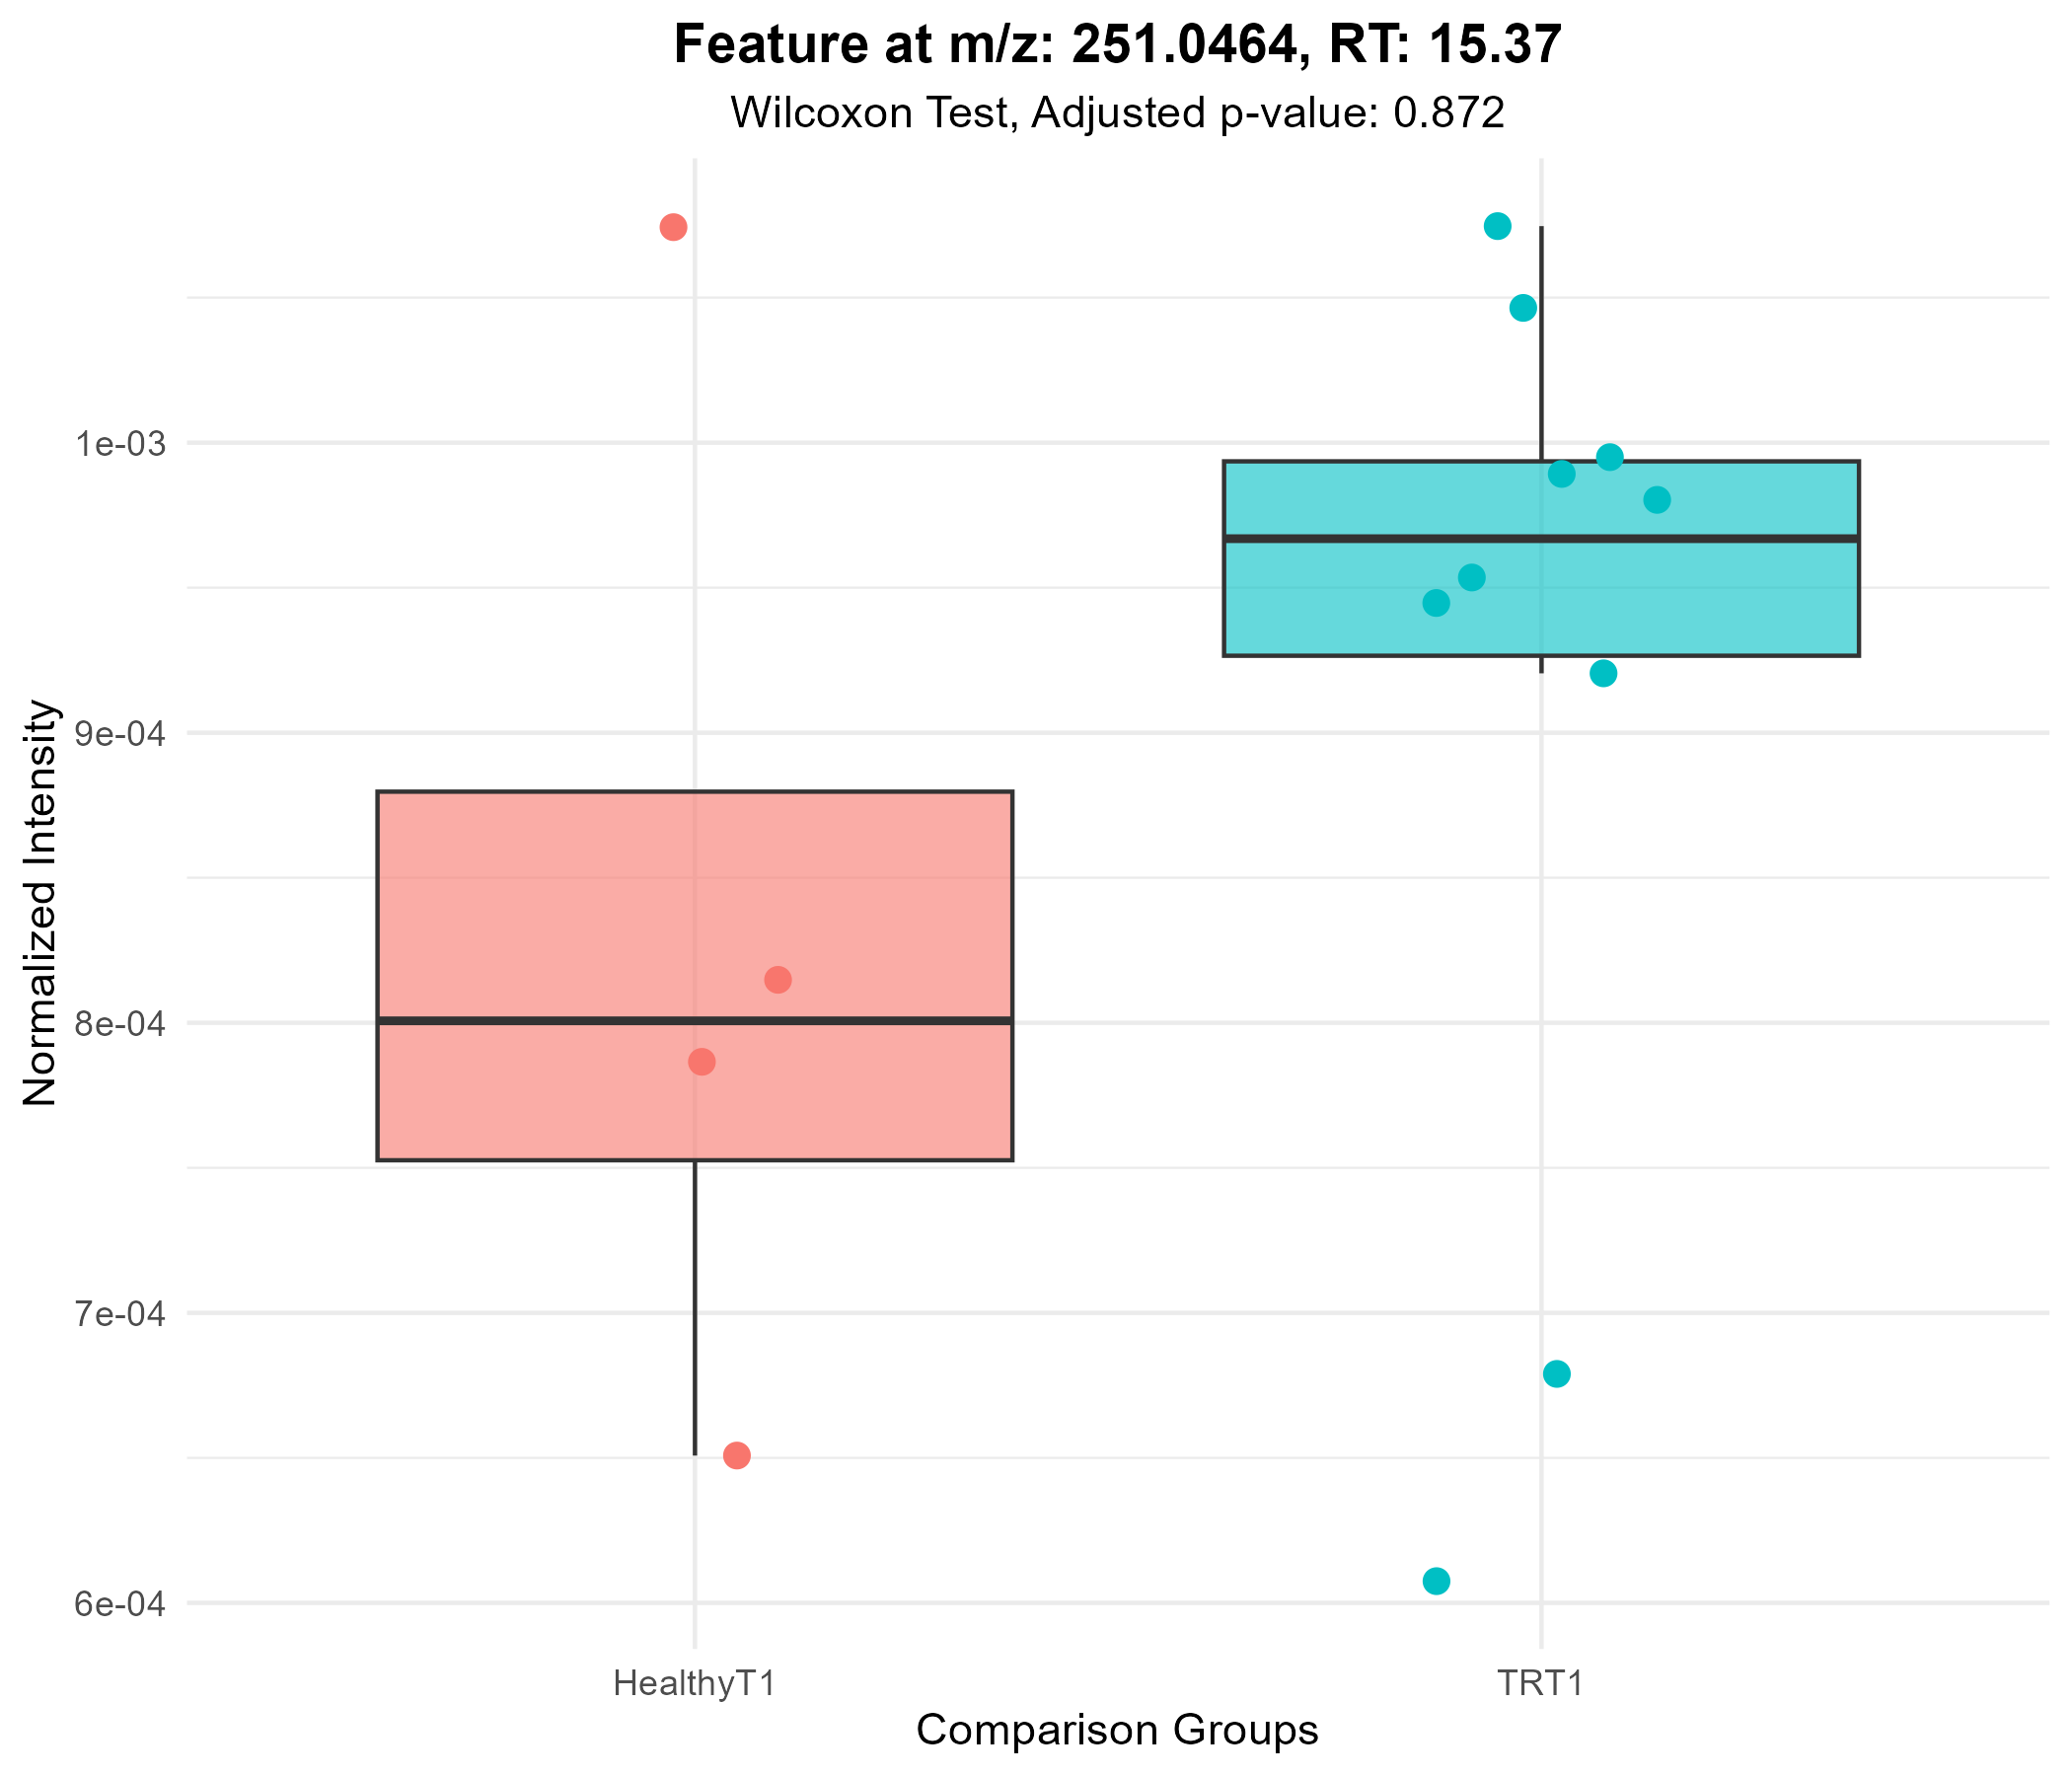 Feature at m/z: 251.0464, RT: 15.37
Wilcoxon Test, Adjusted p-value: 0.872
Normalized Intensity
1e-03
9e-04
8e-04
7e-04
6e-04
HealthyT1
TRT1
Comparison Groups